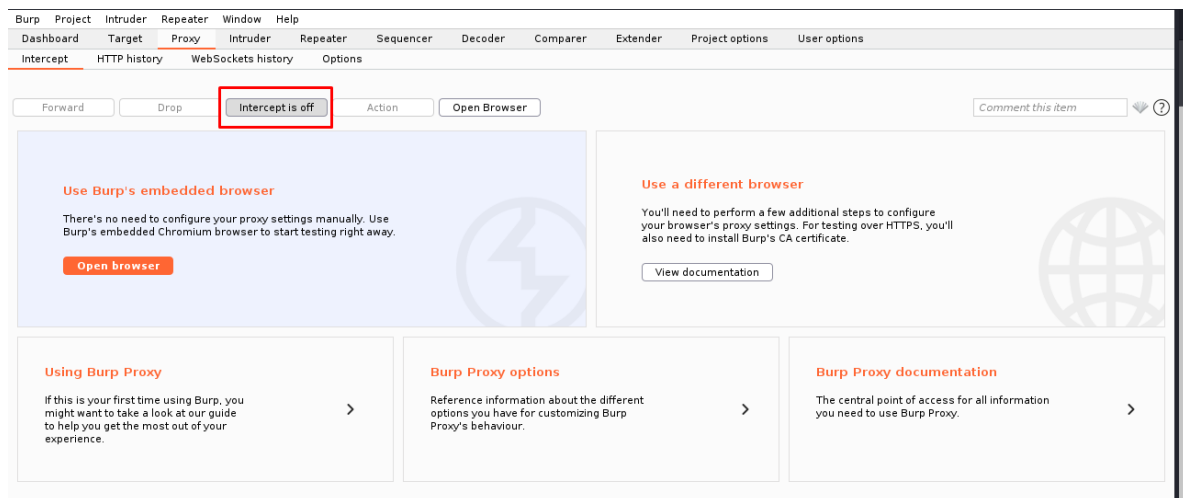 Burp Project Intruder Repeater Window Help
Dashboard Target Proxy Intruder Repeater Sequencer Decoder Comparer Extender Project options User options
Intercept HTTP history WebSockets history Options
Forward Drop Intercept is off Action Open Browser Comment this item ?
Use Burp's embedded browser
There's no need to configure your proxy settings manually. Use
Burp's embedded Chromium browser to start testing right away.
Open browser
Use a different browser
You'll need to perform a few additional steps to configure
your browser's proxy settings. For testing over HTTPS, you'll
also need to install Burp's CA certificate.
View documentation
Using Burp Proxy
If this is your first time using Burp, you
might want to take a look at our guide
to help you get the most out of your
experience.
Burp Proxy options
Reference information about the different
options you have for customizing Burp
Proxy's behaviour.
Burp Proxy documentation
The central point of access for all information
you need to use Burp Proxy.